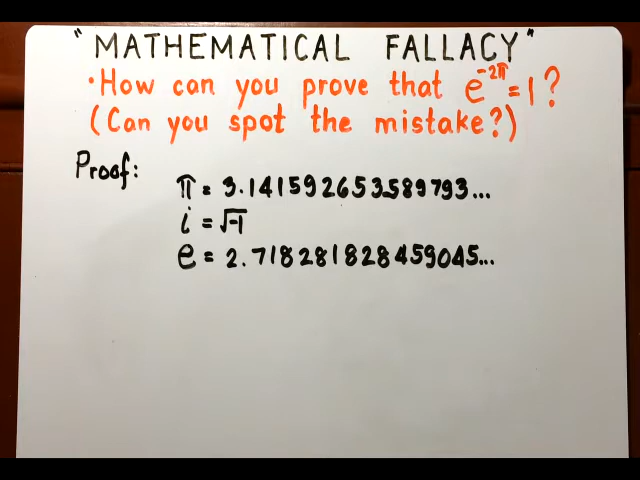 "MATHEMATICAL FALLACY"
•How can you prove that e^-2π = 1?
(Can you spot the mistake?)
Proof:
π = 3.141592653589793...
i = √-1
e = 2.718281828459045...